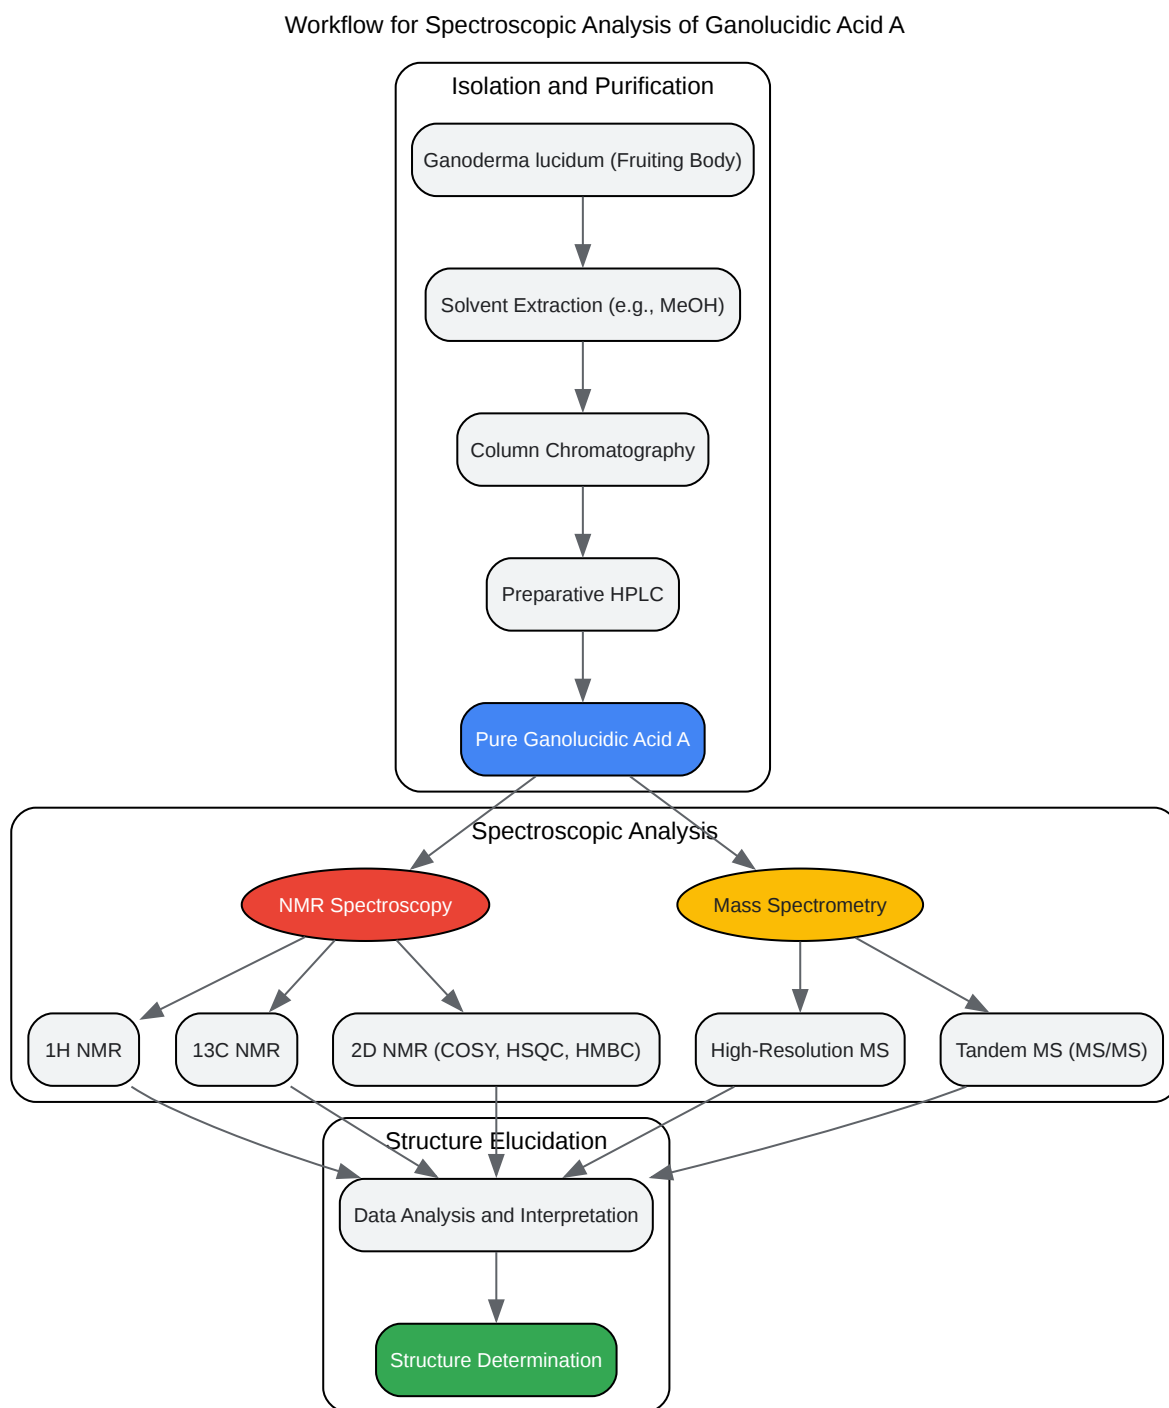 Workflow for Spectroscopic Analysis of Ganolucidic Acid A
Isolation and Purification
Ganoderma lucidum (Fruiting Body)
Solvent Extraction (e.g., MeOH)
Column Chromatography
Preparative HPLC
Pure Ganolucidic Acid A
Spectroscopic Analysis
NMR Spectroscopy
Mass Spectrometry
1H NMR
13C NMR
2D NMR (COSY, HSQC, HMBC)
High-Resolution MS
Tandem MS (MS/MS)
Structure Elucidation
Data Analysis and Interpretation
Structure Determination